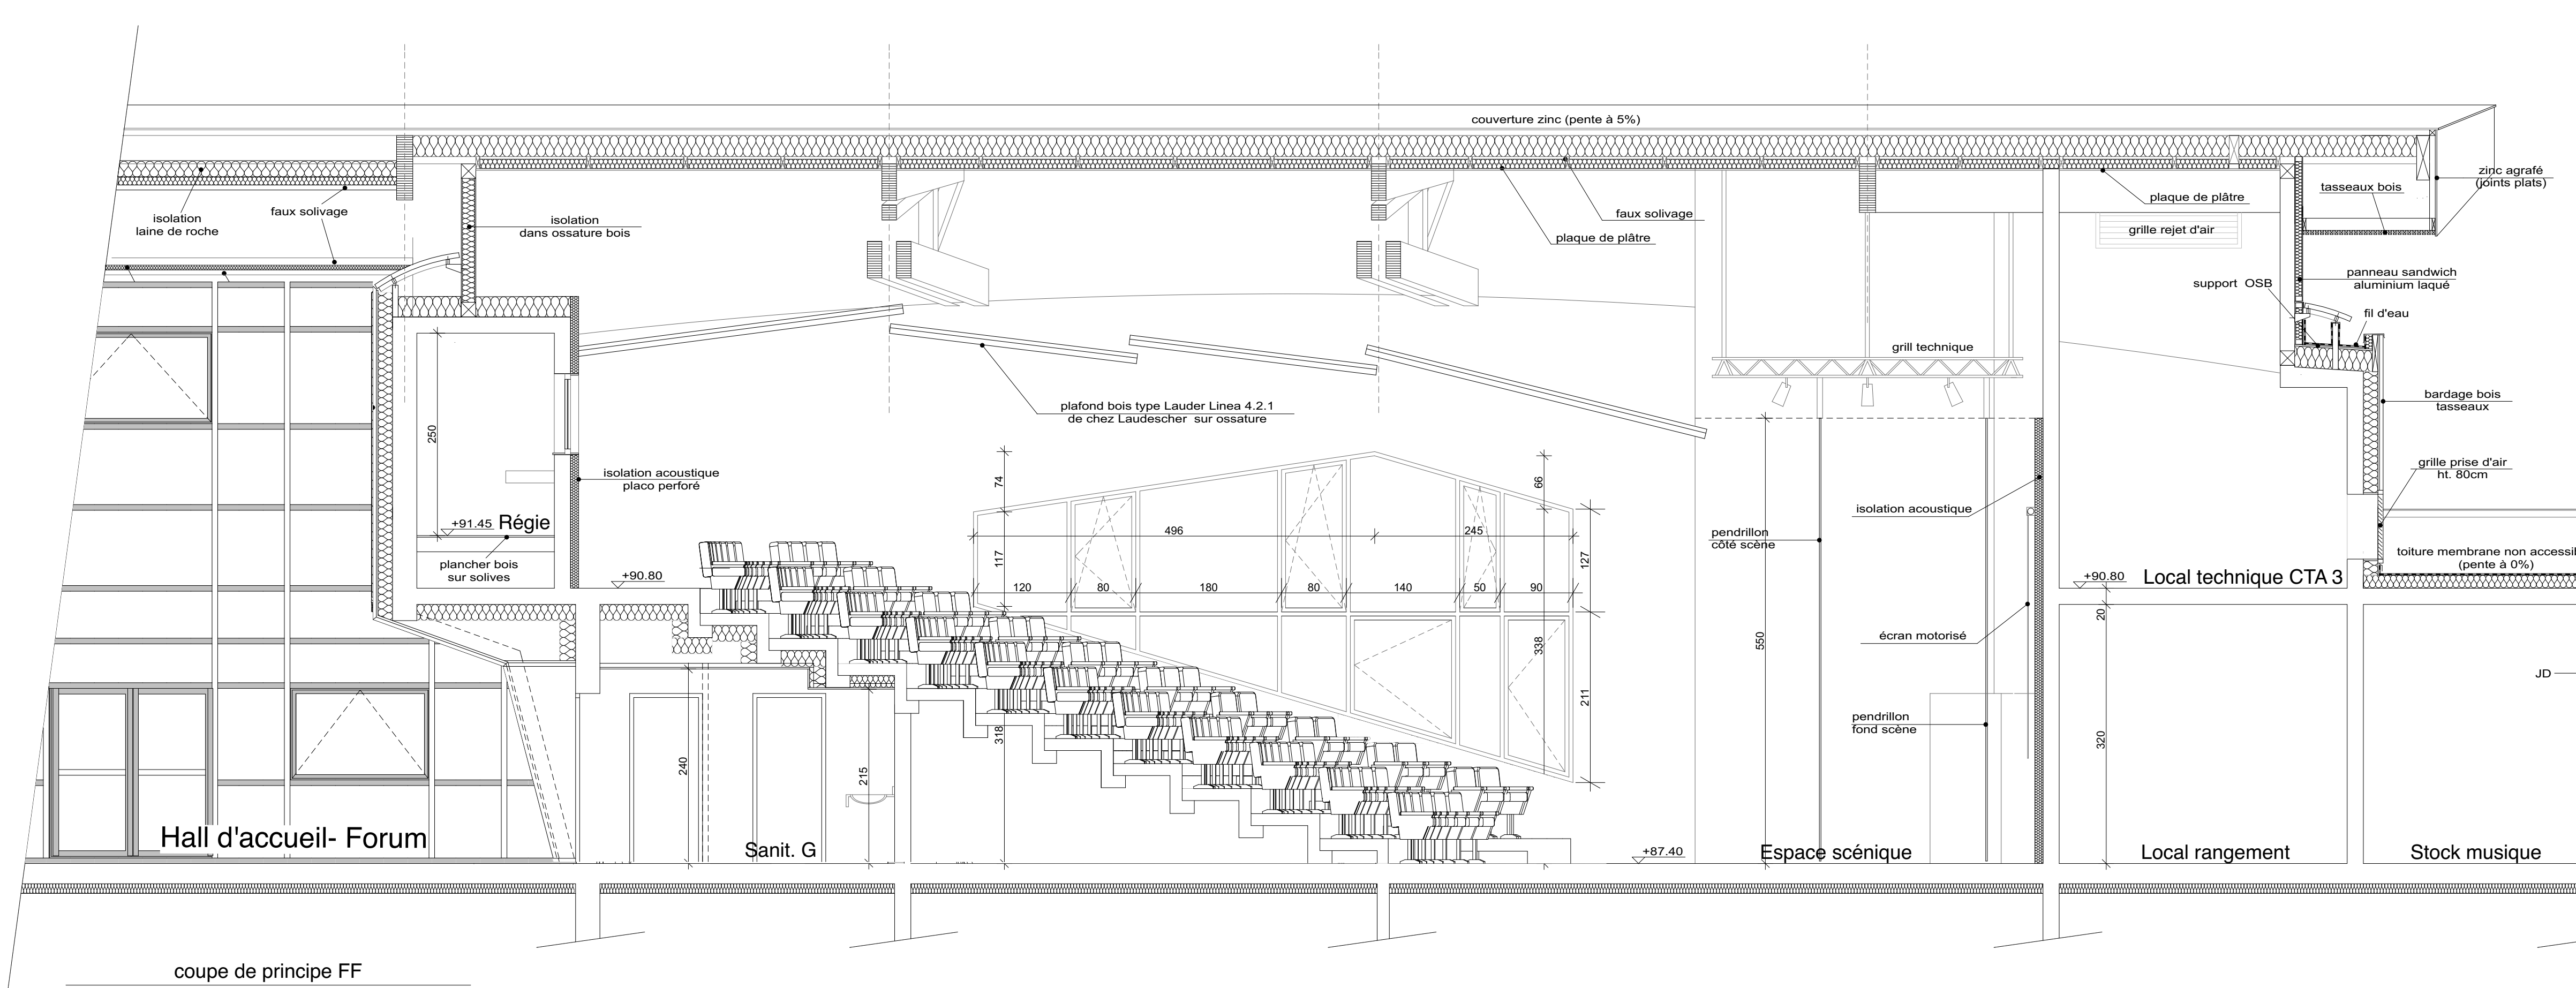 couverture zinc (pente à 5%)
isolation
laine de roche
faux solivage
isolation
dans ossature bois
faux solivage
plaque de plâtre
plaque de plâtre
grille rejet d'air
tasseaux bois
zinc agrafé
(joints plats)
panneau sandwich
aluminium laqué
support OSB
fil d'eau
grill technique
plafond bois type Lauder Linea 4.2.1
de chez Laudescher sur ossature
bardage bois
tasseaux
grille prise d'air
ht. 80cm
250
isolation acoustique
placo perforé
74
66
isolation acoustique
+91.45
Régie
496
245
pendrillon
côté scène
117
127
plancher bois
sur solives
toiture membrane non accessil
(pente à 0%)
+90.80
+90.80
Local technique CTA 3
120
80
180
80
140
50
90
20
écran motorisé
550
338
JD
211
pendrillon
fond scène
318
320
240
215
Hall d'accueil- Forum
Sanit. G
+87.40
Espace scénique
Local rangement
Stock musique
coupe de principe FF